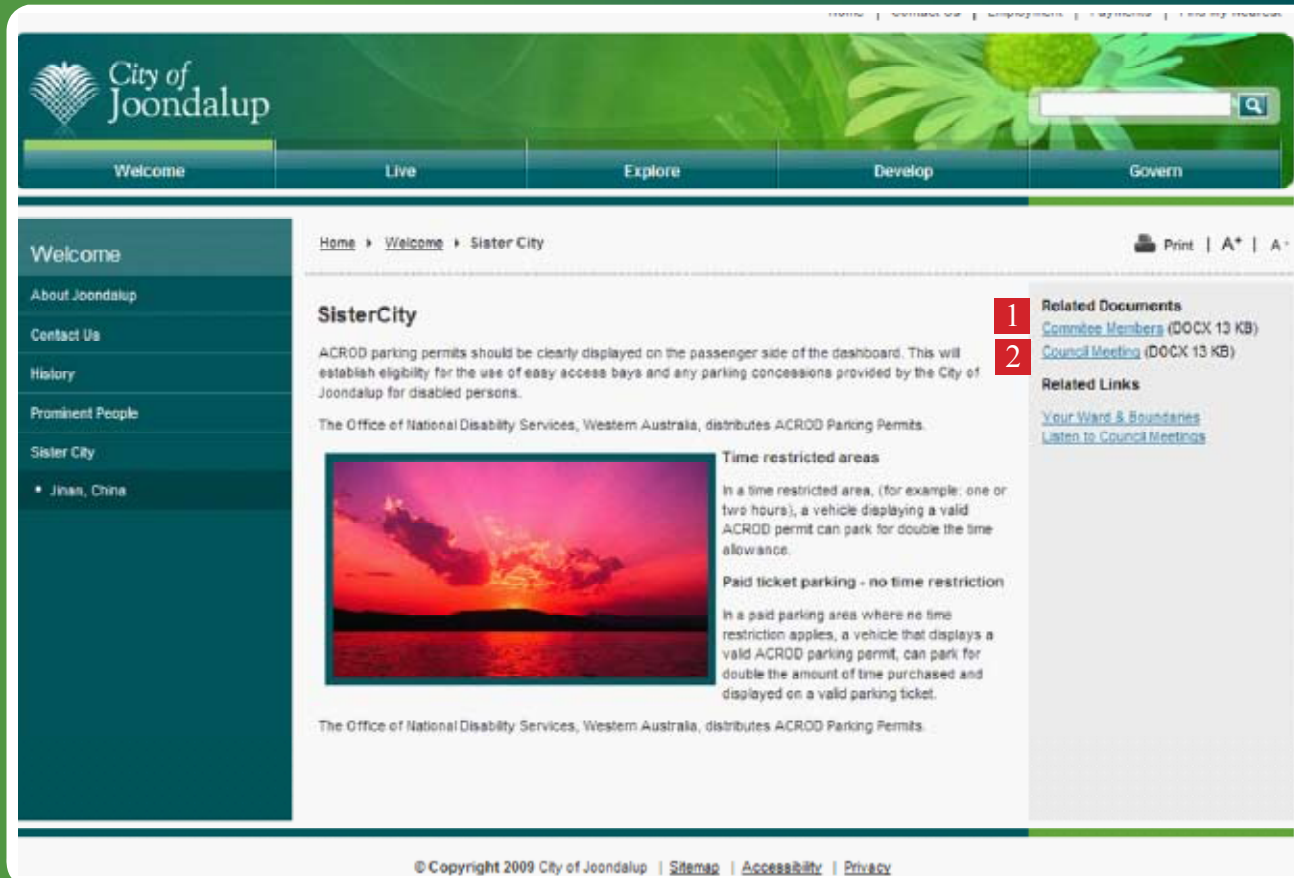 Home | Contact Us | Employment | Payments | Find My Nearest
City of
Joondalup
Welcome Live Explore Develop Govern
Welcome
About Joondalup
Contact Us
History
Prominent People
Sister City
• Jinan, China
Home Welcome Sister City
Print | A+ | A-
SisterCity
ACROD parking permits should be clearly displayed on the passenger side of the dashboard. This will
establish eligibility for the use of easy access bays and any parking concessions provided by the City of
Joondalup for disabled persons.
The Office of National Disability Services, Western Australia, distributes ACROD Parking Permits.
Time restricted areas
In a time restricted area, (for example: one or
two hours), a vehicle displaying a valid
ACROD permit can park for double the time
allowance.
Paid ticket parking - no time restriction
In a paid parking area where no time
restriction applies, a vehicle that displays a
valid ACROD parking permit, can park for
double the amount of time purchased and
displayed on a valid parking ticket.
The Office of National Disability Services, Western Australia, distributes ACROD Parking Permits.
Related Documents
1 Commitee Members (DOCX 13 KB)
2 Council Meeting (DOCX 13 KB)
Related Links
Your Ward & Boundaries
Listen to Council Meetings
© Copyright 2009 City of Joondalup | Sitemap | Accessibility | Privacy